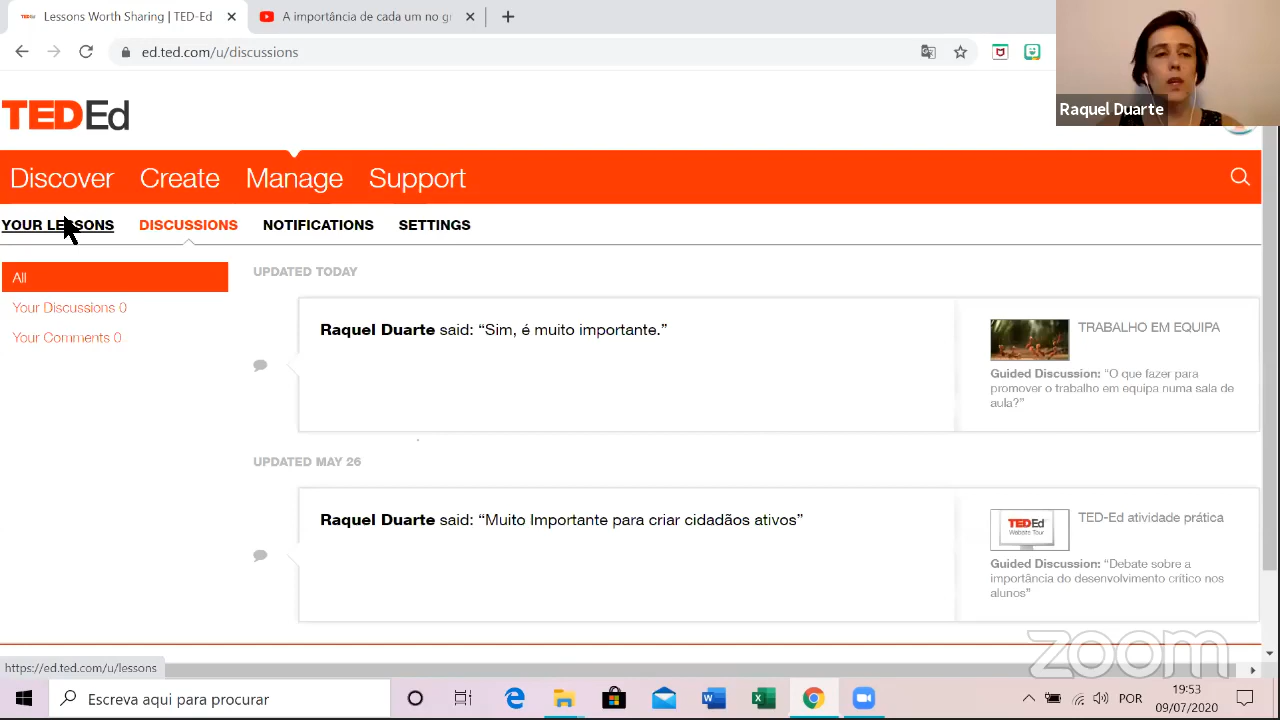 Lessons Worth Sharing | TED-Ed
A importância de cada um no gr
ed.ted.com/u/discussions
Raquel Duarte
TEDEd
Discover Create Manage Support
YOUR LESSONS DISCUSSIONS NOTIFICATIONS SETTINGS
All
Your Discussions 0
Your Comments 0
UPDATED TODAY
Raquel Duarte said: “Sim, é muito importante.”
TRABALHO EM EQUIPA
Guided Discussion: “O que fazer para
promover o trabalho em equipa numa sala de
aula?”
UPDATED MAY 26
Raquel Duarte said: “Muito Importante para criar cidadãos ativos”
TEDEd
Website Tour
TED-Ed atividade prática
Guided Discussion: “Debate sobre a
importância do desenvolvimento crítico nos
alunos”
zoom
https://ed.ted.com/u/lessons
Escreva aqui para procurar
POR
19:53
09/07/2020